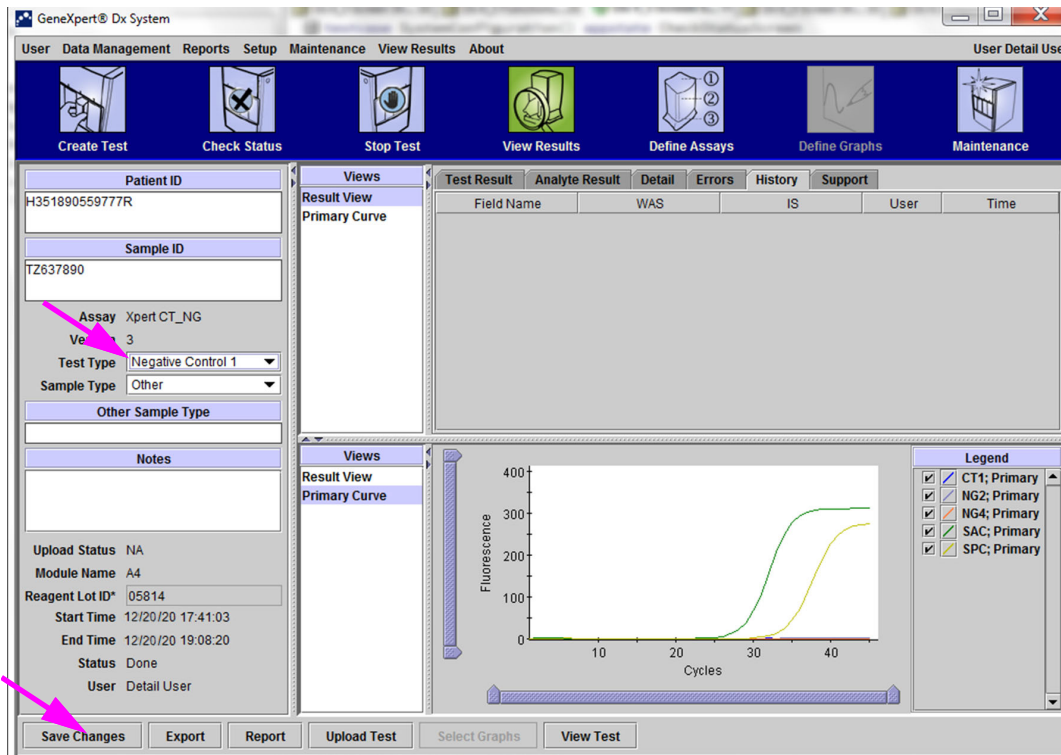 GeneXpert® Dx System
User Data Management Reports Setup Maintenance View Results About User Detail Use
Create Test Check Status Stop Test View Results Define Assays Define Graphs Maintenance
Patient ID
H351890559777R
Sample ID
TZ637890
Assay Xpert CT_NG
3
Test Type Negative Control 1
Sample Type Other
Other Sample Type
Notes
Upload Status NA
Module Name A4
Reagent Lot ID* 05814
Start Time 12/20/20 17:41:03
End Time 12/20/20 19:08:20
Status Done
User Detail User
Views
Result View
Primary Curve
Test Result Analyte Result Detail Errors History Support
Field Name WAS IS User Time
Views
Result View
Primary Curve
Fluorescence
400
300
200
100
0
10 20 30 40
Cycles
Legend
CT1; Primary
NG2; Primary
NG4; Primary
SAC; Primary
SPC; Primary
Save Changes Export Report Upload Test Select Graphs View Test